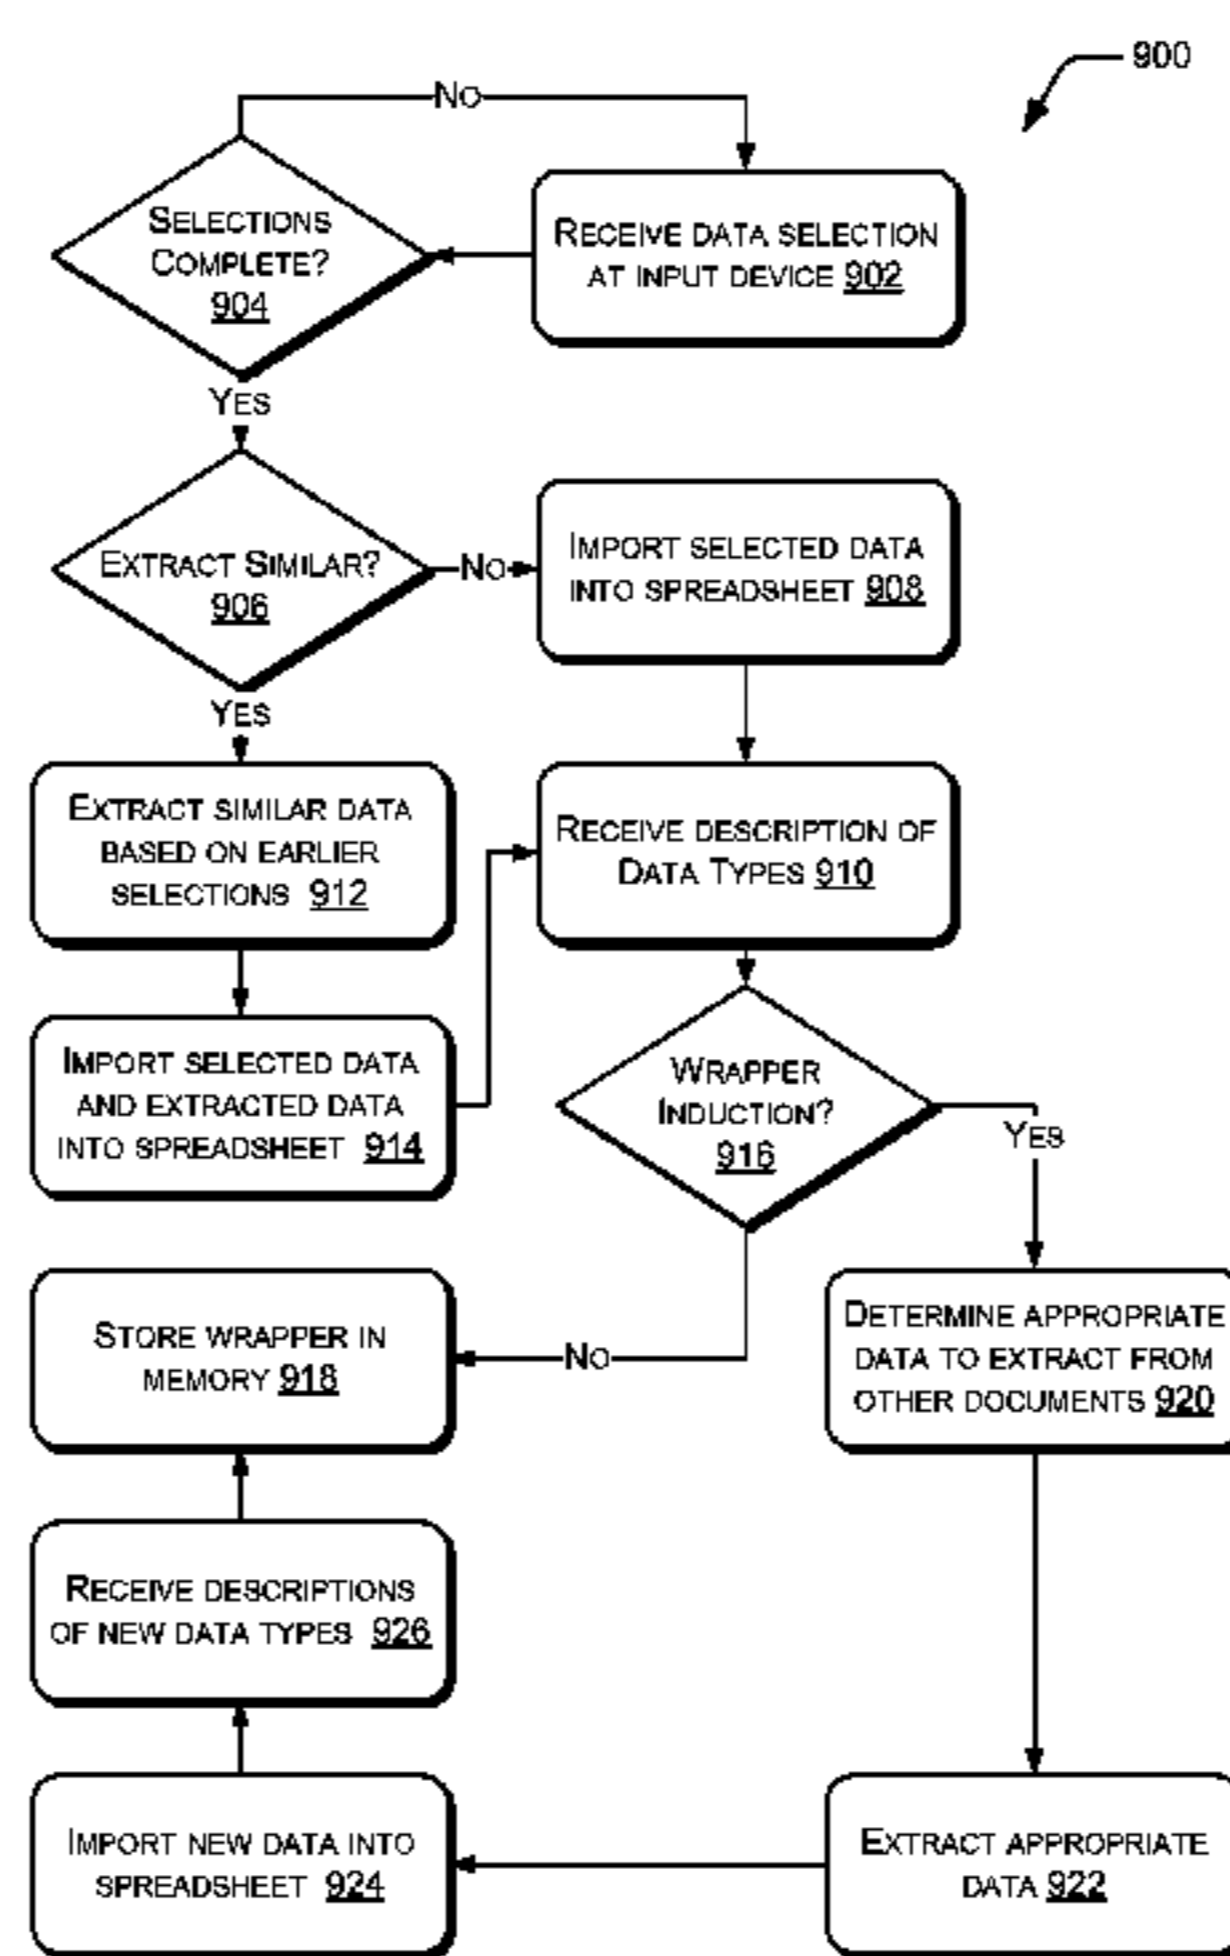 900
No
SELECTIONS
COMPLETE?
904
RECEIVE DATA SELECTION
AT INPUT DEVICE 902
YES
EXTRACT SIMILAR?
906
No
IMPORT SELECTED DATA
INTO SPREADSHEET 908
YES
EXTRACT SIMILAR DATA
BASED ON EARLIER
SELECTIONS 912
RECEIVE DESCRIPTION OF
DATA TYPES 910
IMPORT SELECTED DATA
AND EXTRACTED DATA
INTO SPREADSHEET 914
WRAPPER
INDUCTION?
916
YES
STORE WRAPPER IN
MEMORY 918
No
DETERMINE APPROPRIATE
DATA TO EXTRACT FROM
OTHER DOCUMENTS 920
RECEIVE DESCRIPTIONS
OF NEW DATA TYPES 926
IMPORT NEW DATA INTO
SPREADSHEET 924
EXTRACT APPROPRIATE
DATA 922